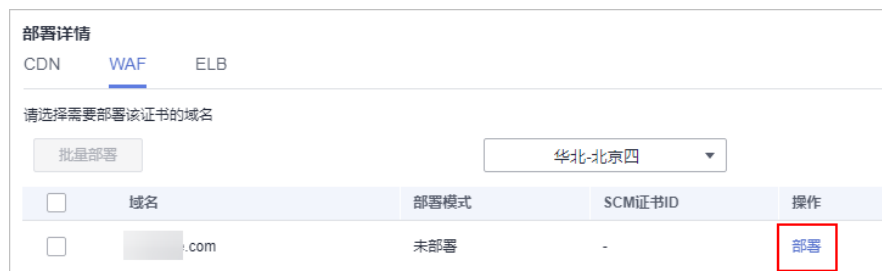 部署详情
CDN WAF ELB
请选择需要部署该证书的域名
批量部署 华北-北京四
域名 部署模式 SCM证书ID 操作
.com 未部署 - 部署